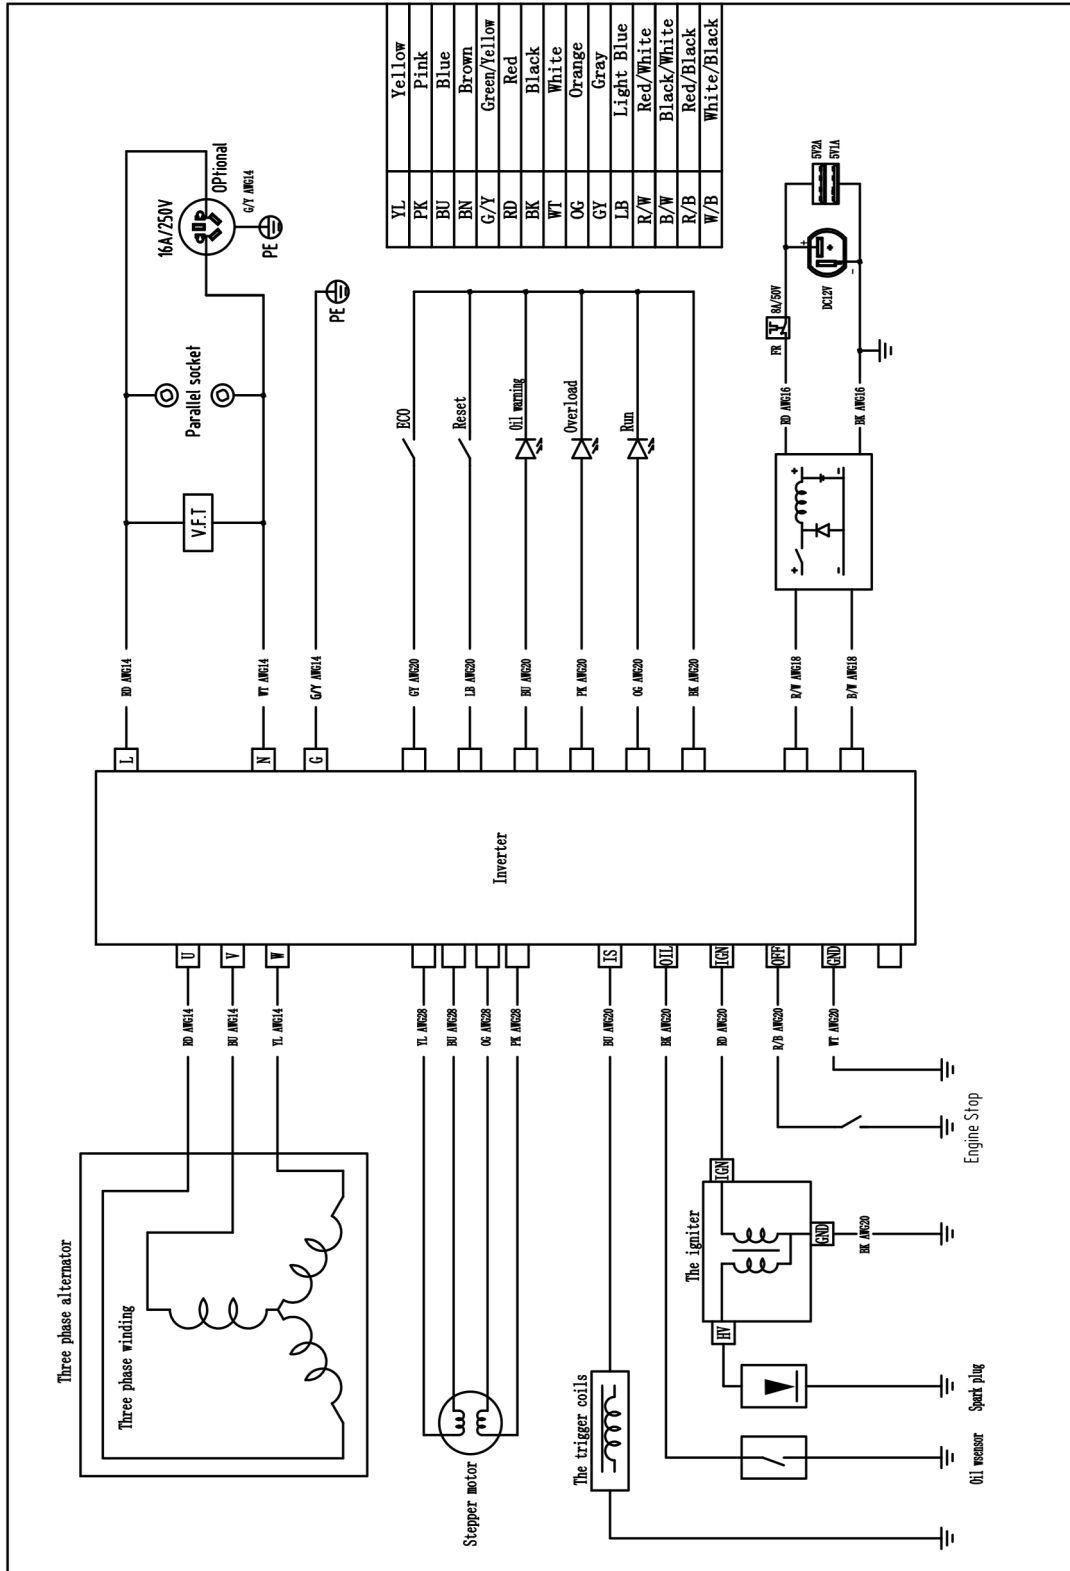 Three phase alternator
Three phase winding
RD AWG14
BU AWG14
YL AWG14
U
V
W
Stepper motor
YL AWG28
BU AWG28
OG AWG28
PK AWG28
The trigger coils
BU AWG20
IS
Oil wsensor
BK AWG20
OIL
Spark plug
HV
The igniter
IGN
GND
BK AWG20
RD AWG20
IGN
Engine Stop
R/B AWG20
OFF
WT AWG20
GND
Inverter
L
N
G
RD AWG14
WT AWG14
G/Y AWG14
V.F.T
Parallel socket
16A/250V
OPtional
G/Y AWG14
PE
PE
GY AWG20
LB AWG20
BU AWG20
PK AWG20
OG AWG20
BK AWG20
ECO
Reset
Oil warning
Overload
Run
R/W AWG18
B/W AWG18
+
-
+
-
RD AWG16
BK AWG16
FR
8A/50V
DC12V
+
-
5V2A
5V1A
YL Yellow
PK Pink
BU Blue
BN Brown
G/Y Green/Yellow
RD Red
BK Black
WT White
OG Orange
GY Gray
LB Light Blue
R/W Red/White
B/W Black/White
R/B Red/Black
W/B White/Black